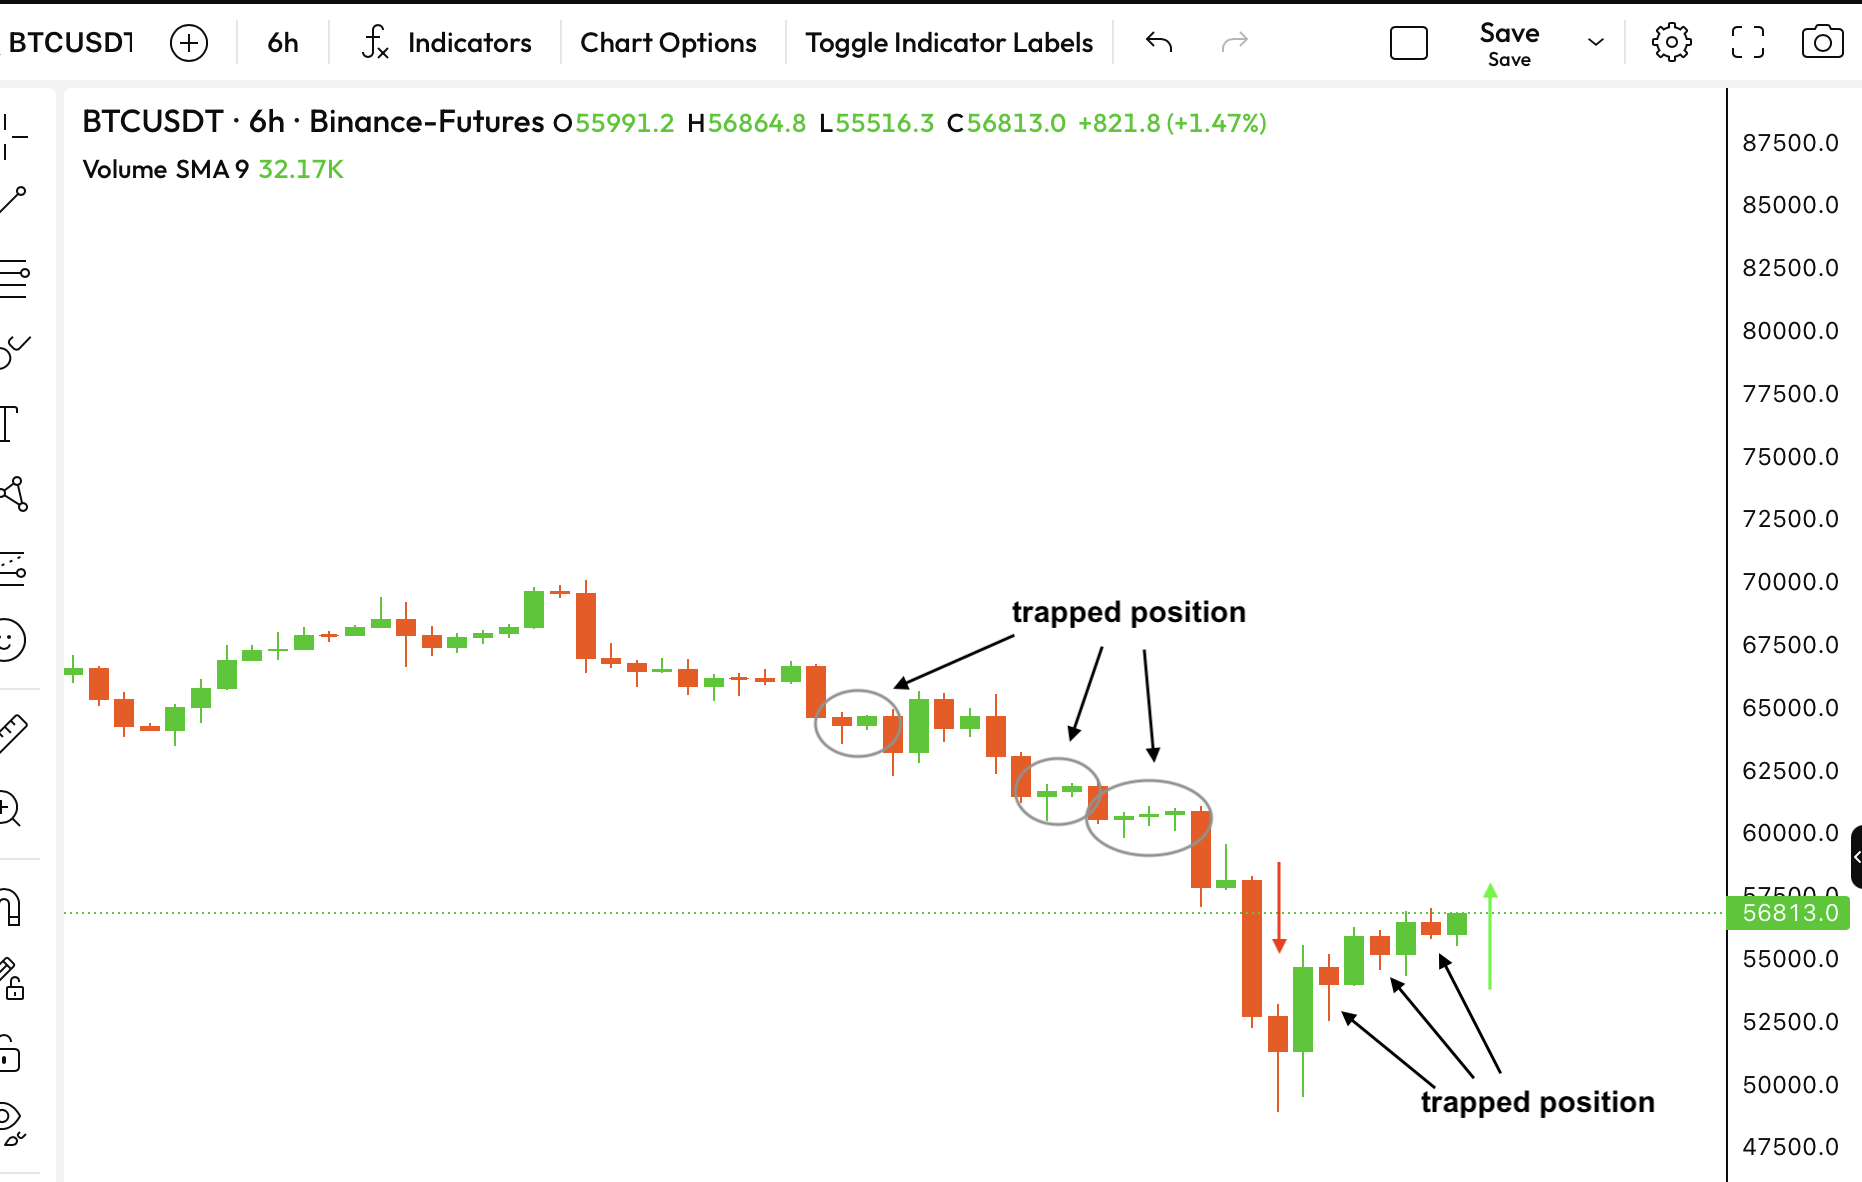 BTCUSDT
6h
Indicators
Chart Options
Toggle Indicator Labels
Save
Save
BTCUSDT · 6h · Binance-Futures O55991.2 H56864.8 L55516.3 C56813.0 +821.8 (+1.47%)
Volume SMA 9 32.17K
87500.0
85000.0
82500.0
80000.0
77500.0
75000.0
72500.0
70000.0
67500.0
65000.0
62500.0
60000.0
57500.0
56813.0
55000.0
52500.0
50000.0
47500.0
trapped position
trapped position